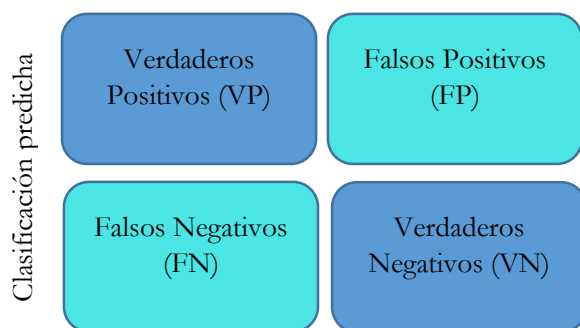 Clasificación predicha
Verdaderos
Positivos (VP)
Falsos Positivos
(FP)
Falsos Negativos
(FN)
Verdaderos
Negativos (VN)